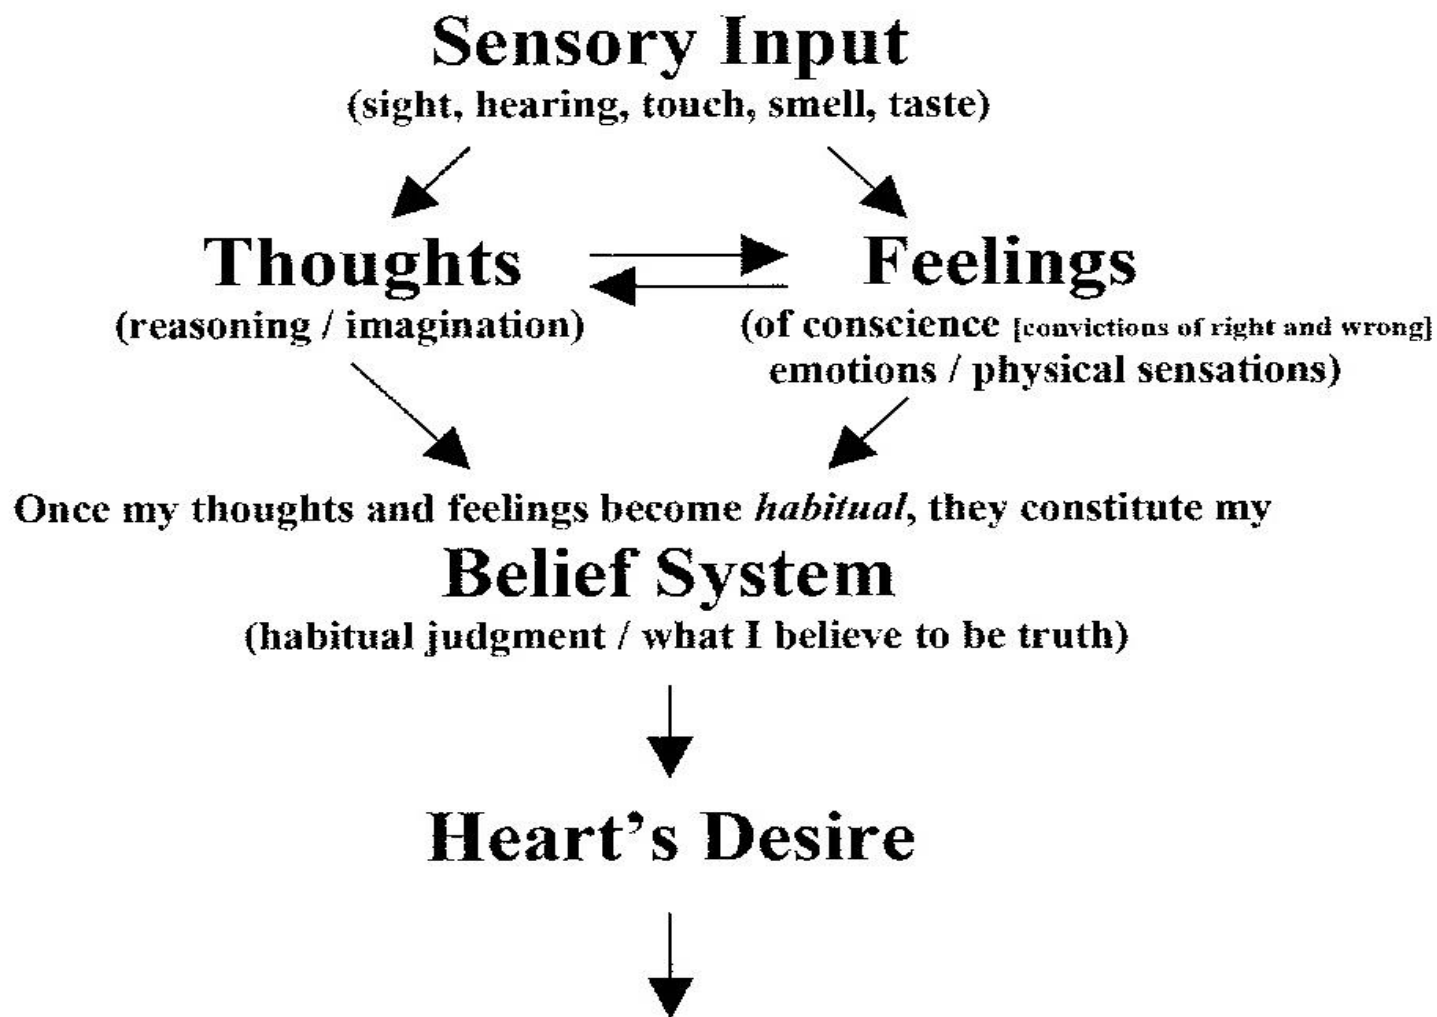 Sensory Input
(sight, hearing, touch, smell, taste)
Thoughts
Feelings
(reasoning / imagination)
(of conscience [convictions of right and wrong]
emotions / physical sensations)
Once my thoughts and feelings become habitual, they constitute my
Belief System
(habitual judgment / what I believe to be truth)
Heart's Desire